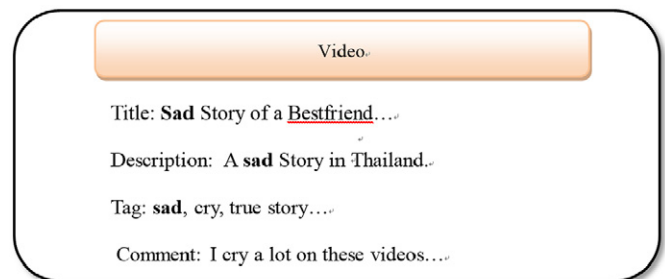 Video
Title: Sad Story of a Bestfriend…
Description: A sad Story in Thailand.
Tag: sad, cry, true story…
Comment: I cry a lot on these videos…